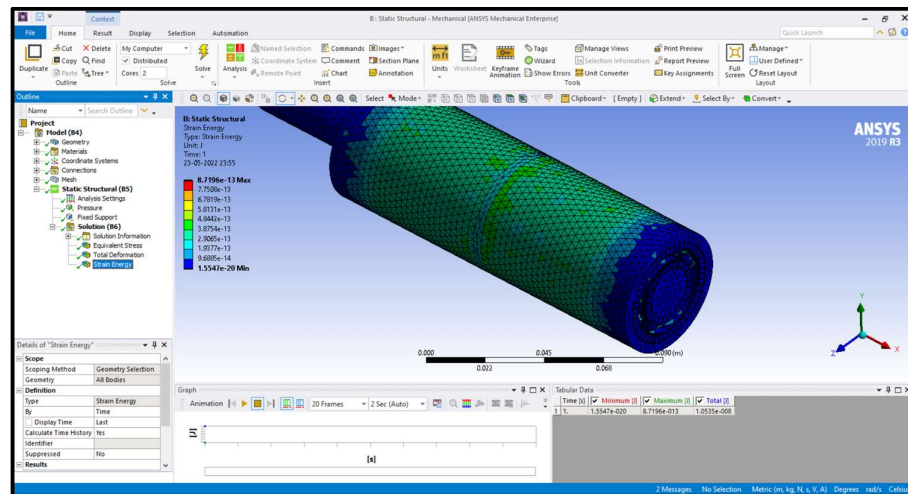 Context
B : Static Structural - Mechanical [ANSYS Mechanical Enterprise]
File Home Result Display Selection Automation
Quick Launch
Duplicate Cut Delete My Computer Solve Analysis Named Selection Commands Images Units Worksheet Keyframe Animation Tags Manage Views Print Preview Full Screen Manage
Copy Find Distributed Coordinate System Comment Section Plane Wizard Selection Information Report Preview User Defined
Paste Tree Cores 2 Remote Point Chart Annotation Show Errors Unit Converter Key Assignments Reset Layout
Outline Solve Insert Tools Layout
Outline
Select Mode Clipboard [ Empty ] Extend Select By Convert
Name Search Outline
Project
Model (B4)
Geometry
Materials
Coordinate Systems
Connections
Mesh
Static Structural (B5)
Analysis Settings
Pressure
Fixed Support
Solution (B6)
Solution Information
Equivalent Stress
Total Deformation
Strain Energy
B: Static Structural
Strain Energy
Type: Strain Energy
Unit: J
Time: 1
23-05-2022 23:55
8.7196e-13 Max
7.7508e-13
6.7819e-13
5.8131e-13
4.8442e-13
3.8754e-13
2.9065e-13
1.9377e-13
9.6885e-14
1.5547e-20 Min
ANSYS
2019 R3
0.000 0.045 0.090 (m)
0.022 0.068
Y
X
Z
Details of "Strain Energy"
Scope
Scoping Method Geometry Selection
Geometry All Bodies
Definition
Type Strain Energy
By Time
Display Time Last
Calculate Time History Yes
Identifier
Suppressed No
Results
Graph
Animation 20 Frames 2 Sec (Auto)
[J]
[s]
Tabular Data
Time [s] Minimum [J] Maximum [J] Total [J]
1 1. 1.5547e-020 8.7196e-013 1.0535e-008
2 Messages No Selection Metric (m, kg, N, s, V, A) Degrees rad/s Celsiu